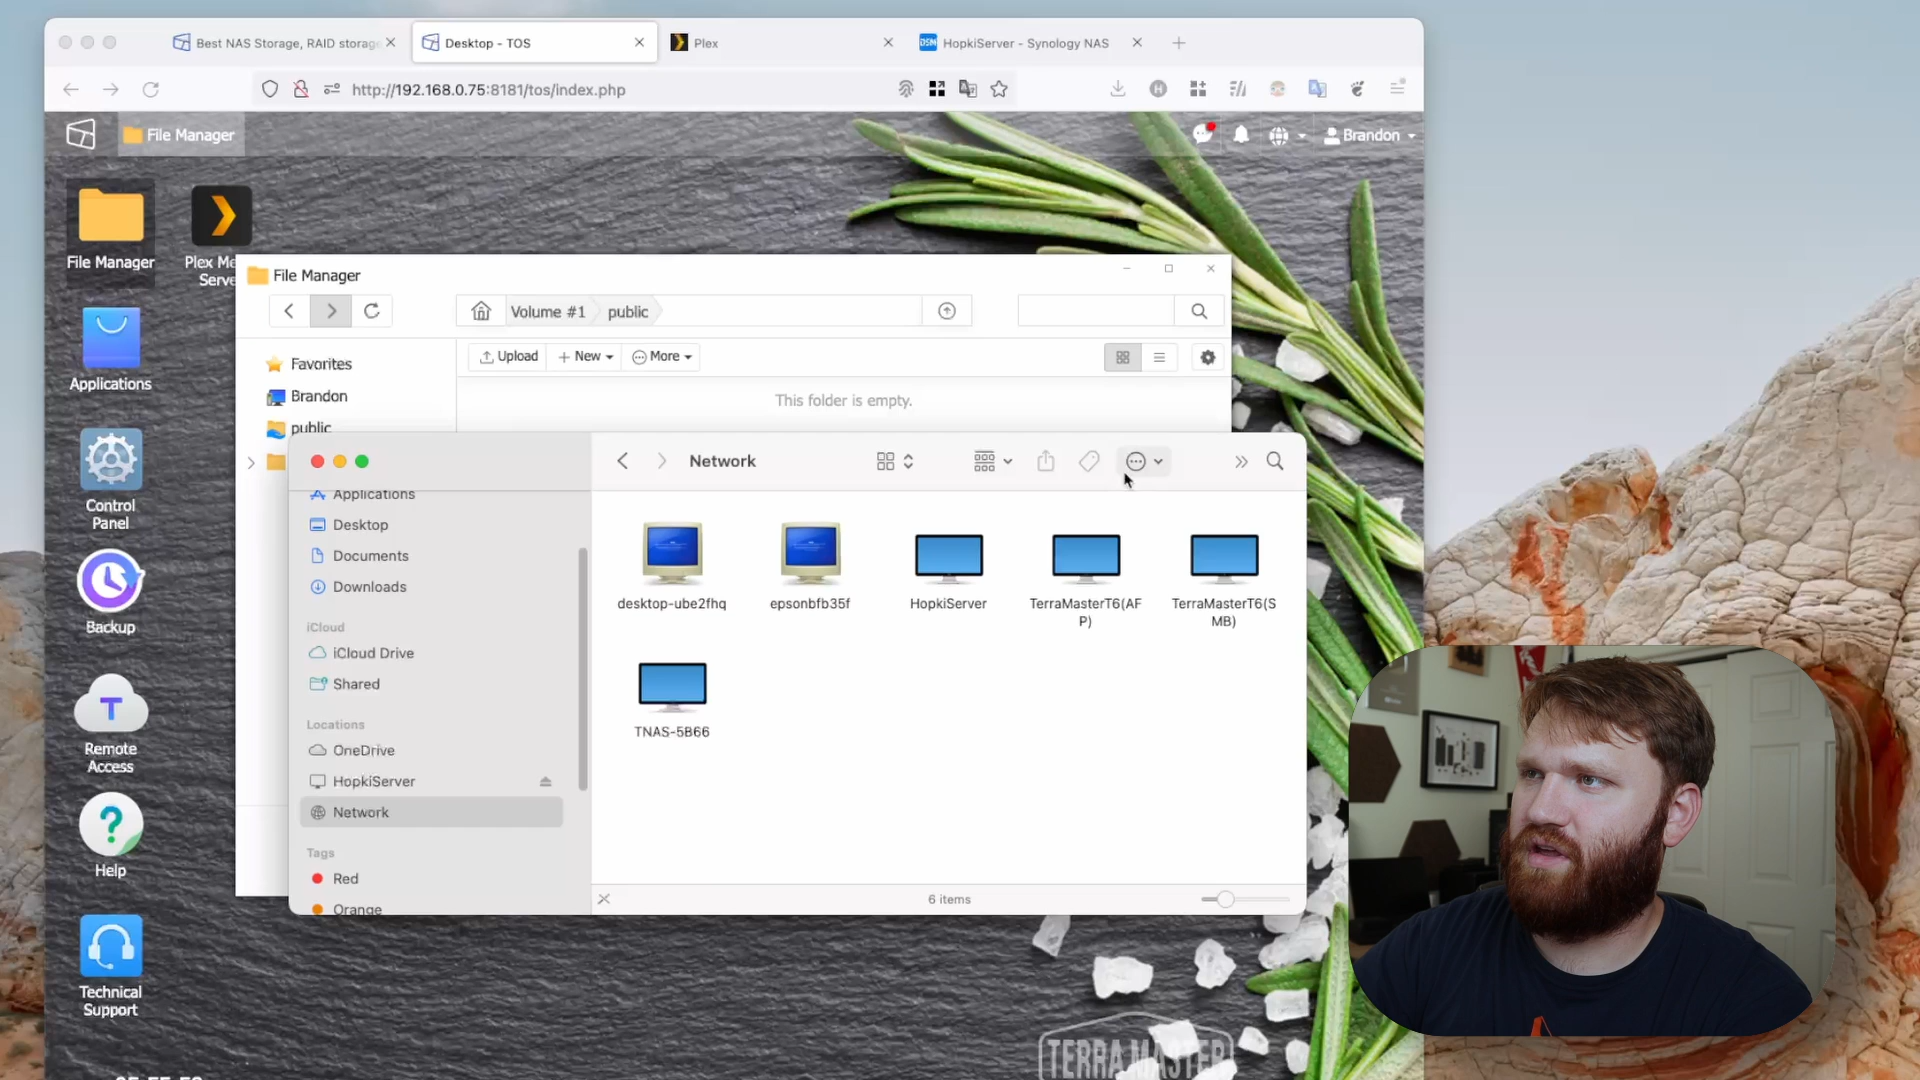 Best NAS Storage, RAID storage
Desktop - TOS
Plex
DSM
HopkiServer - Synology NAS
http://192.168.0.75:8181/tos/index.php
File Manager
Brandon
File Manager
Plex Me
Serve
File Manager
Volume #1
public
Applications
Upload
New
More
Favorites
Brandon
This folder is empty.
public
Network
Control
Panel
Applications
Desktop
Documents
Downloads
desktop-ube2fhq
epsonbfb35f
HopkiServer
TerraMasterT6(AF
P)
TerraMasterT6(S
MB)
Backup
iCloud
iCloud Drive
Shared
TNAS-5B66
Remote
Access
Locations
OneDrive
HopkiServer
Network
Help
Tags
Red
Orange
6 items
Technical
Support
TERRAMASTER